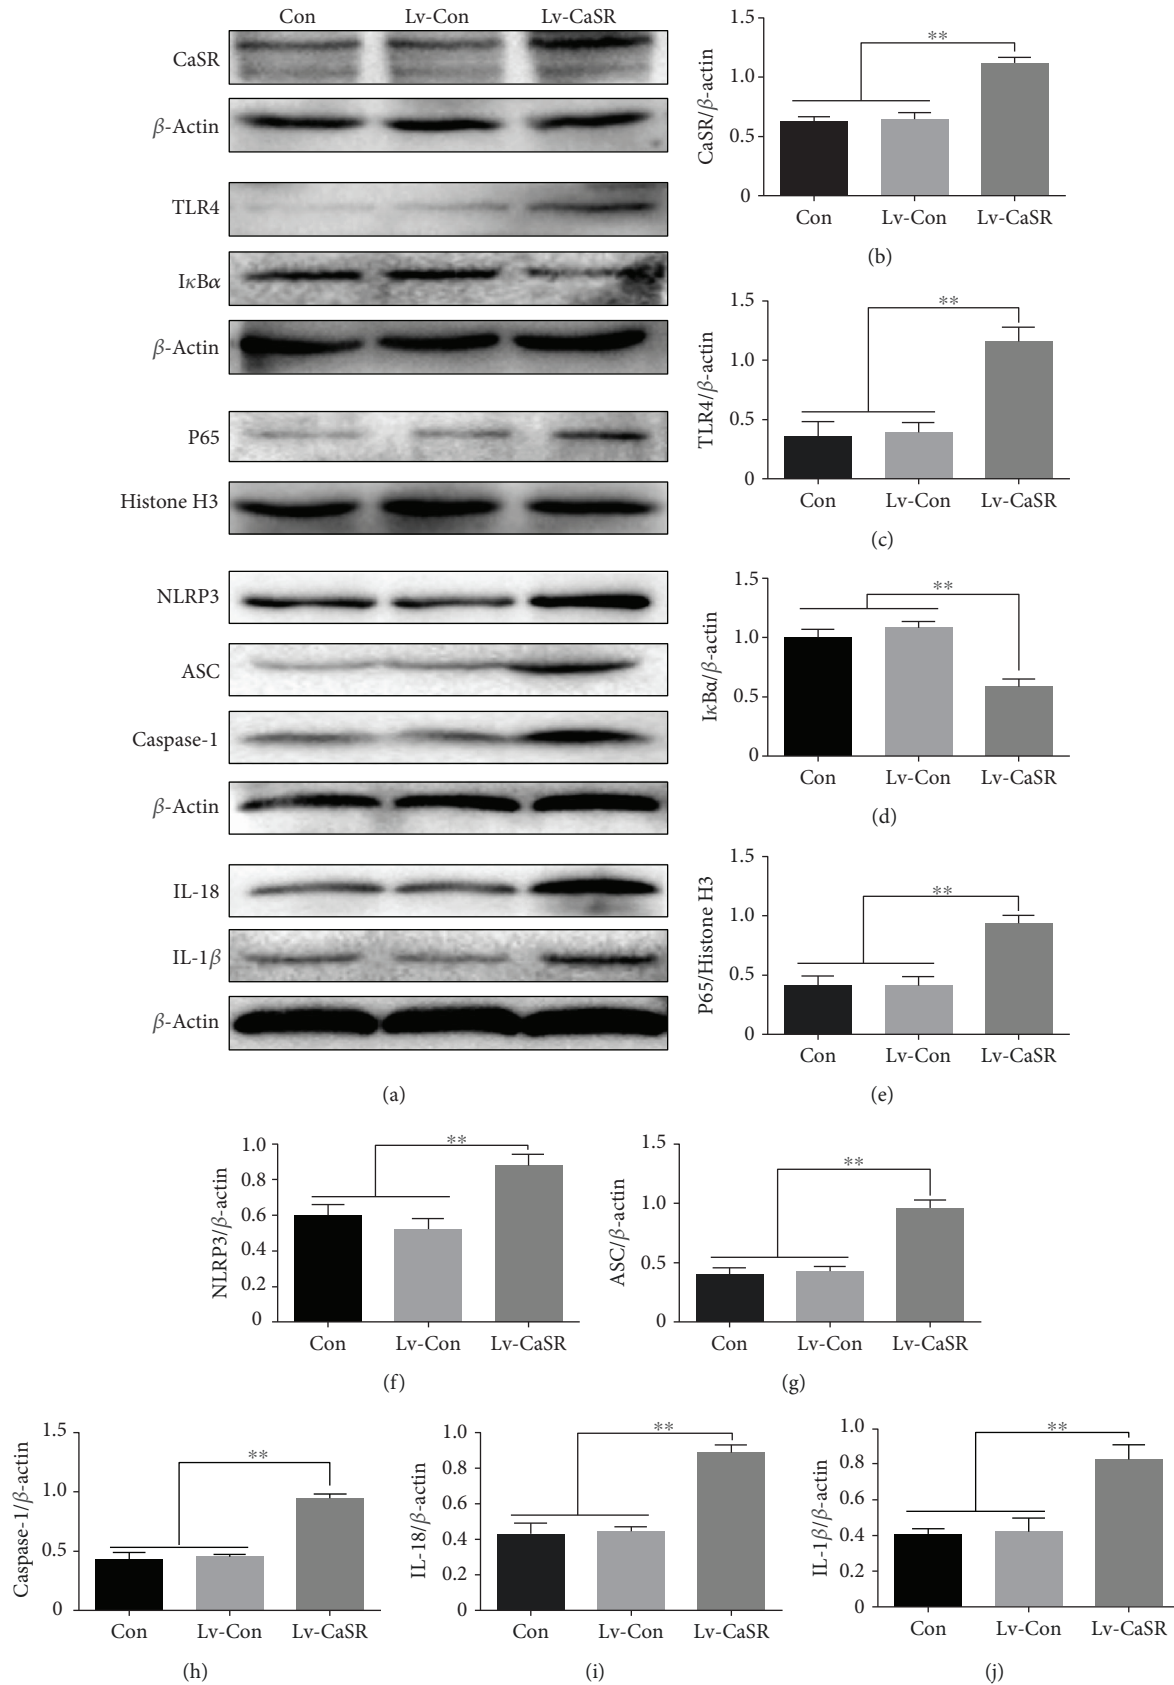 Con Lv-Con Lv-CaSR
CaSR
β-Actin
TLR4
IκBα
β-Actin
P65
Histone H3
NLRP3
ASC
Caspase-1
β-Actin
IL-18
IL-1β
β-Actin
(a)
CaSR/β-actin
1.5
1.0
0.5
0
**
Con Lv-Con Lv-CaSR
(b)
TLR4/β-actin
1.5
1.0
0.5
0
**
Con Lv-Con Lv-CaSR
(c)
IκBα/β-actin
1.5
1.0
0.5
0
**
Con Lv-Con Lv-CaSR
(d)
P65/Histone H3
1.5
1.0
0.5
0
**
Con Lv-Con Lv-CaSR
(e)
NLRP3/β-actin
1.0
0.8
0.6
0.4
0.2
0
**
Con Lv-Con Lv-CaSR
(f)
ASC/β-actin
1.5
1.0
0.5
0
**
Con Lv-Con Lv-CaSR
(g)
Caspase-1/β-actin
1.5
1.0
0.5
0
**
Con Lv-Con Lv-CaSR
(h)
IL-18/β-actin
1.0
0.8
0.6
0.4
0.2
0
**
Con Lv-Con Lv-CaSR
(i)
IL-1β/β-actin
1.0
0.8
0.6
0.4
0.2
0
**
Con Lv-Con Lv-CaSR
(j)